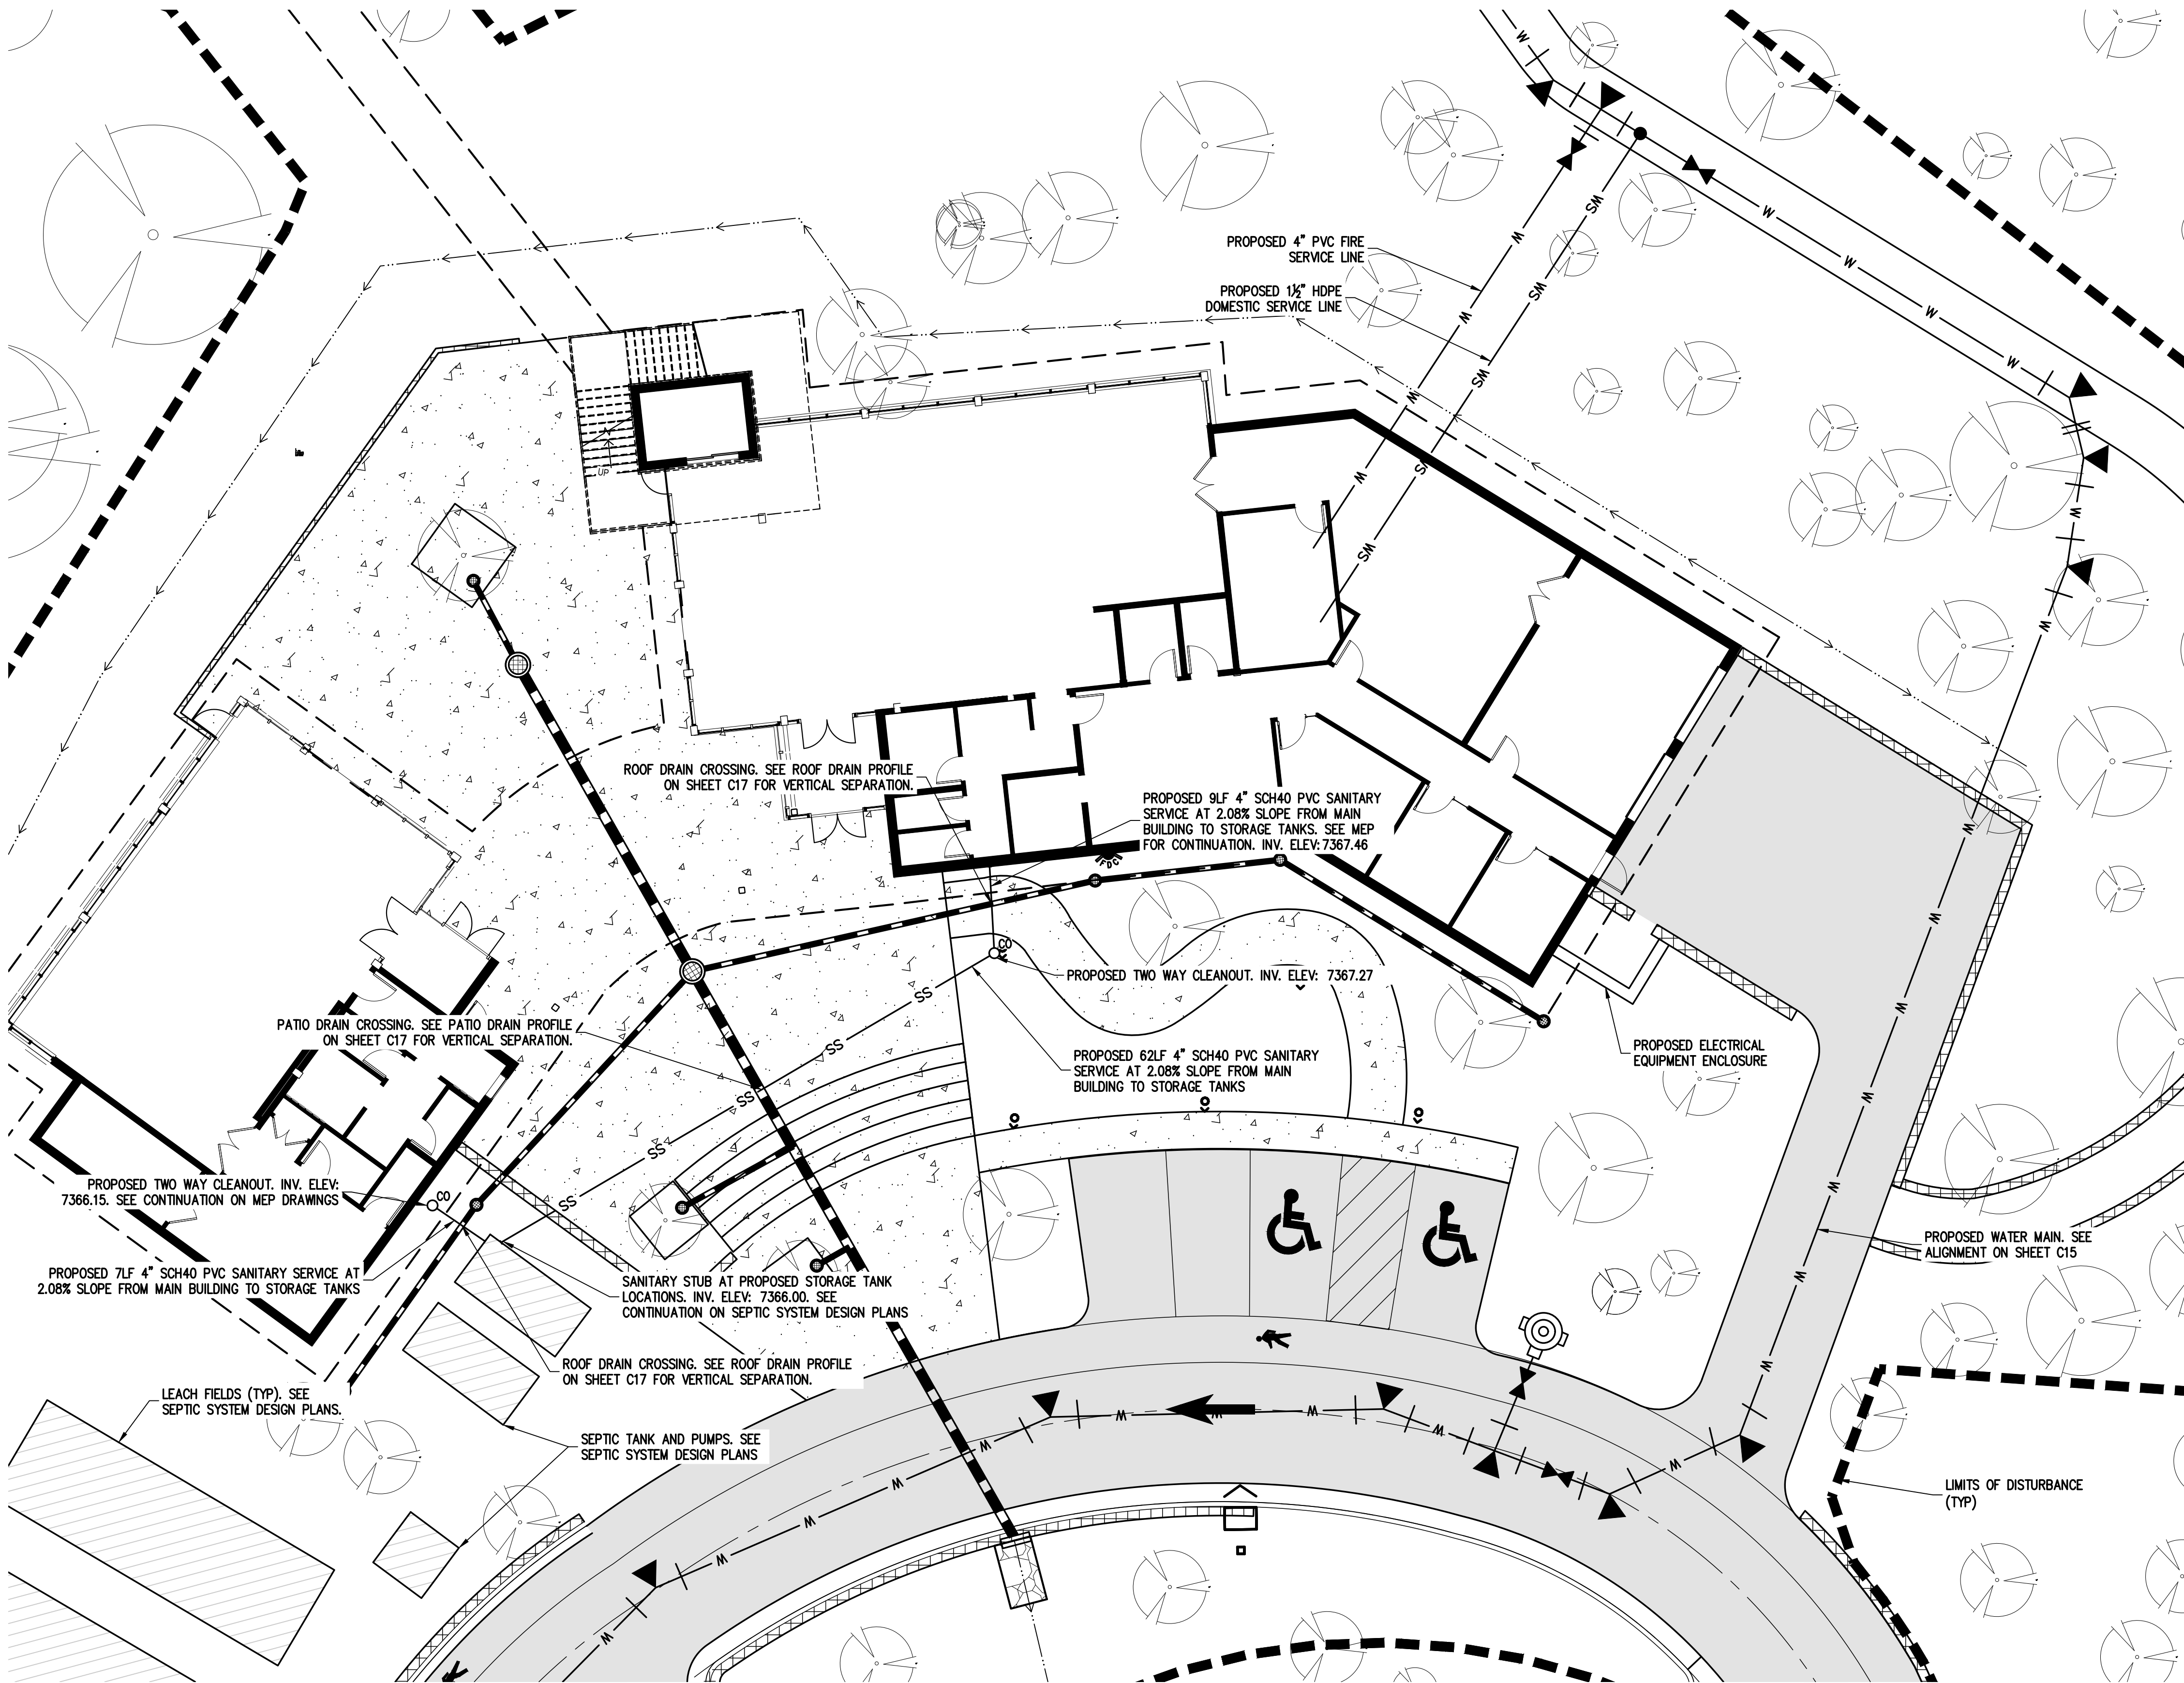 PROPOSED 4" PVC FIRE
SERVICE LINE
PROPOSED 1½" HDPE
DOMESTIC SERVICE LINE
W
W
W
W
W
W
W
W
W
W
WS
WS
WS
WS
W
W
UP
ROOF DRAIN CROSSING. SEE ROOF DRAIN PROFILE
ON SHEET C17 FOR VERTICAL SEPARATION.
PROPOSED 9LF 4" SCH40 PVC SANITARY
SERVICE AT 2.08% SLOPE FROM MAIN
BUILDING TO STORAGE TANKS. SEE MEP
FOR CONTINUATION. INV. ELEV: 7367.46
FDC
CO
PROPOSED TWO WAY CLEANOUT. INV. ELEV: 7367.27
SS
SS
SS
SS
SS
PATIO DRAIN CROSSING. SEE PATIO DRAIN PROFILE
ON SHEET C17 FOR VERTICAL SEPARATION.
PROPOSED 62LF 4" SCH40 PVC SANITARY
SERVICE AT 2.08% SLOPE FROM MAIN
BUILDING TO STORAGE TANKS
PROPOSED ELECTRICAL
EQUIPMENT ENCLOSURE
W
W
W
W
W
W
W
PROPOSED TWO WAY CLEANOUT. INV. ELEV:
7366.15. SEE CONTINUATION ON MEP DRAWINGS
CO
PROPOSED WATER MAIN. SEE
ALIGNMENT ON SHEET C15
PROPOSED 7LF 4" SCH40 PVC SANITARY SERVICE AT
2.08% SLOPE FROM MAIN BUILDING TO STORAGE TANKS
SANITARY STUB AT PROPOSED STORAGE TANK
LOCATIONS. INV. ELEV: 7366.00. SEE
CONTINUATION ON SEPTIC SYSTEM DESIGN PLANS
ROOF DRAIN CROSSING. SEE ROOF DRAIN PROFILE
ON SHEET C17 FOR VERTICAL SEPARATION.
LEACH FIELDS (TYP). SEE
SEPTIC SYSTEM DESIGN PLANS.
SEPTIC TANK AND PUMPS. SEE
SEPTIC SYSTEM DESIGN PLANS
W
W
W
W
W
W
W
W
W
LIMITS OF DISTURBANCE
(TYP)